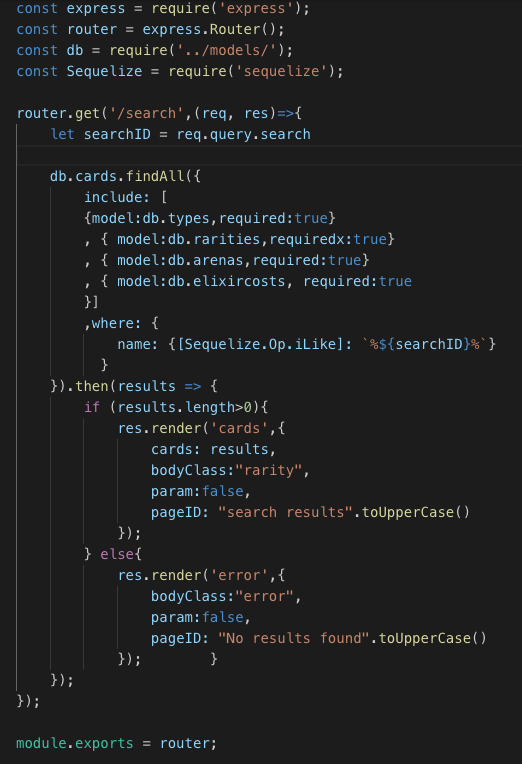 const express = require('express');
const router = express.Router();
const db = require('../models/');
const Sequelize = require('sequelize');

router.get('/search',(req, res)=>{
    let searchID = req.query.search

    db.cards.findAll({
        include: [
        {model:db.types,required:true}
        , { model:db.rarities,requiredx:true}
        , { model:db.arenas,required:true}
        , { model:db.elixircosts, required:true
        }]
        ,where: {
            name: {[Sequelize.Op.iLike]: `%${searchID}%`}
          }
    }).then(results => {
        if (results.length>0){
            res.render('cards',{
                cards: results,
                bodyClass:"rarity",
                param:false,
                pageID: "search results".toUpperCase()
            });
        } else{
            res.render('error',{
                bodyClass:"error",
                param:false,
                pageID: "No results found".toUpperCase()
            });        }
    });
});

module.exports = router;